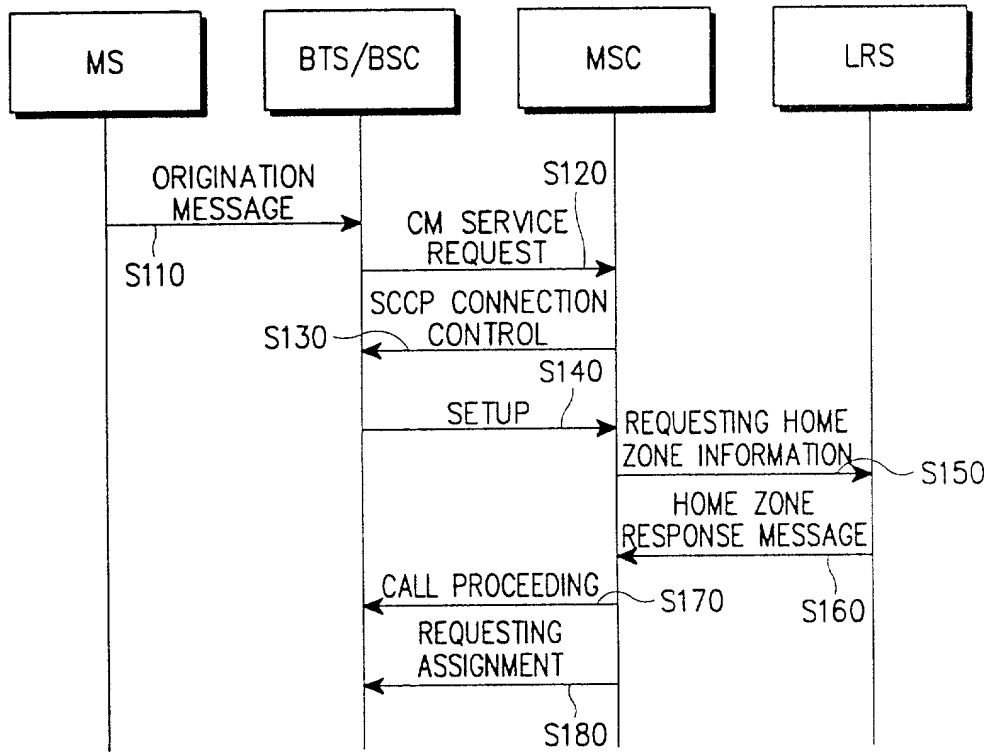 MS
BTS/BSC
MSC
LRS
ORIGINATION
MESSAGE
S110
S120
CM SERVICE
REQUEST
SCCP CONNECTION
CONTROL
S130
S140
SETUP
REQUESTING HOME
ZONE INFORMATION
S150
HOME ZONE
RESPONSE MESSAGE
S160
CALL PROCEEDING
S170
REQUESTING
ASSIGNMENT
S180